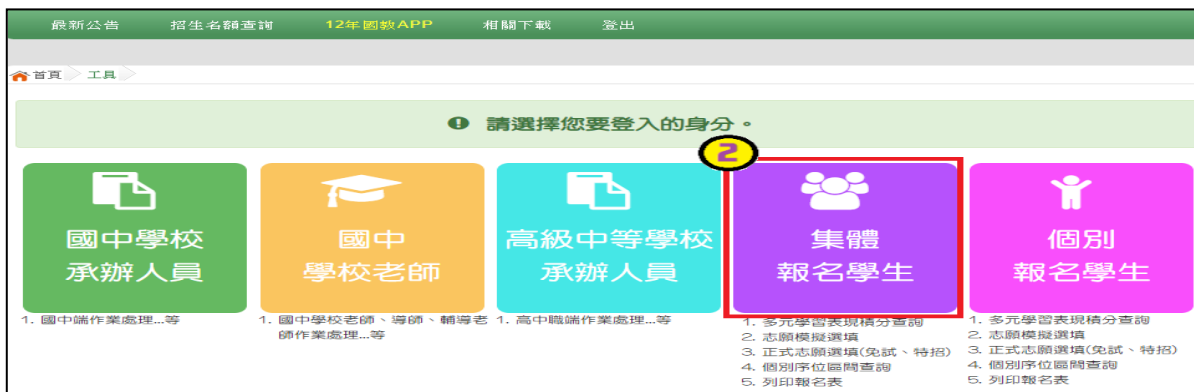 最新公告 招生名額查詢 12年國教APP 相關下載 登出
首頁 工具
請選擇您要登入的身分。
2
國中學校
承辦人員
1. 國中端作業處理...等
國中
學校老師
1. 國中學校老師、導師、輔導老
師作業處理...等
高級中等學校
承辦人員
1. 高中職端作業處理...等
集體
報名學生
1. 多元學習表現積分查詢
2. 志願模擬選填
3. 正式志願選填(免試、特招)
4. 個別序位區間查詢
5. 列印報名表
個別
報名學生
1. 多元學習表現積分查詢
2. 志願模擬選填
3. 正式志願選填(免試、特招)
4. 個別序位區間查詢
5. 列印報名表